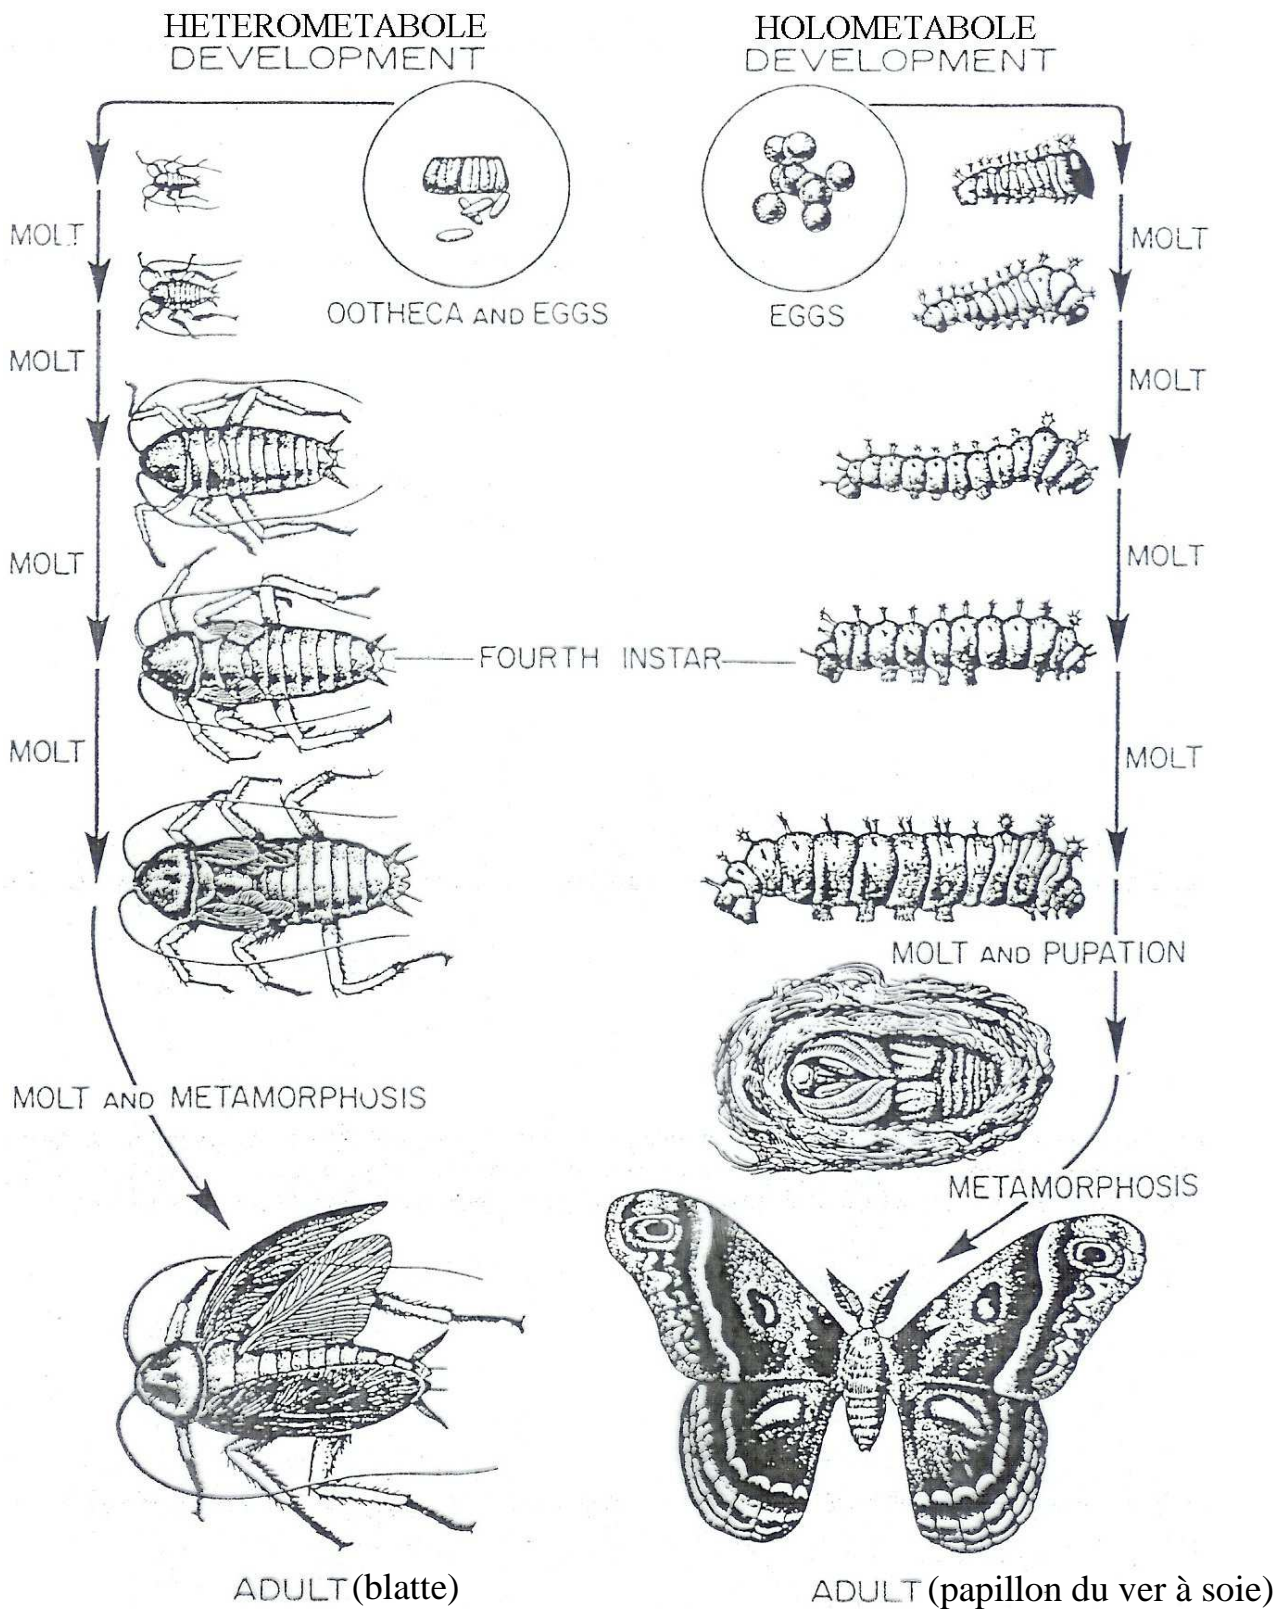 HETEROMETABOLE
DEVELOPMENT
HOLOMETABOLE
DEVELOPMENT
MOLT
MOLT
OOTHECA AND EGGS
EGGS
MOLT
MOLT
MOLT
MOLT
FOURTH INSTAR
MOLT
MOLT
MOLT AND PUPATION
MOLT AND METAMORPHOSIS
METAMORPHOSIS
ADULT (blatte)
ADULT (papillon du ver à soie)